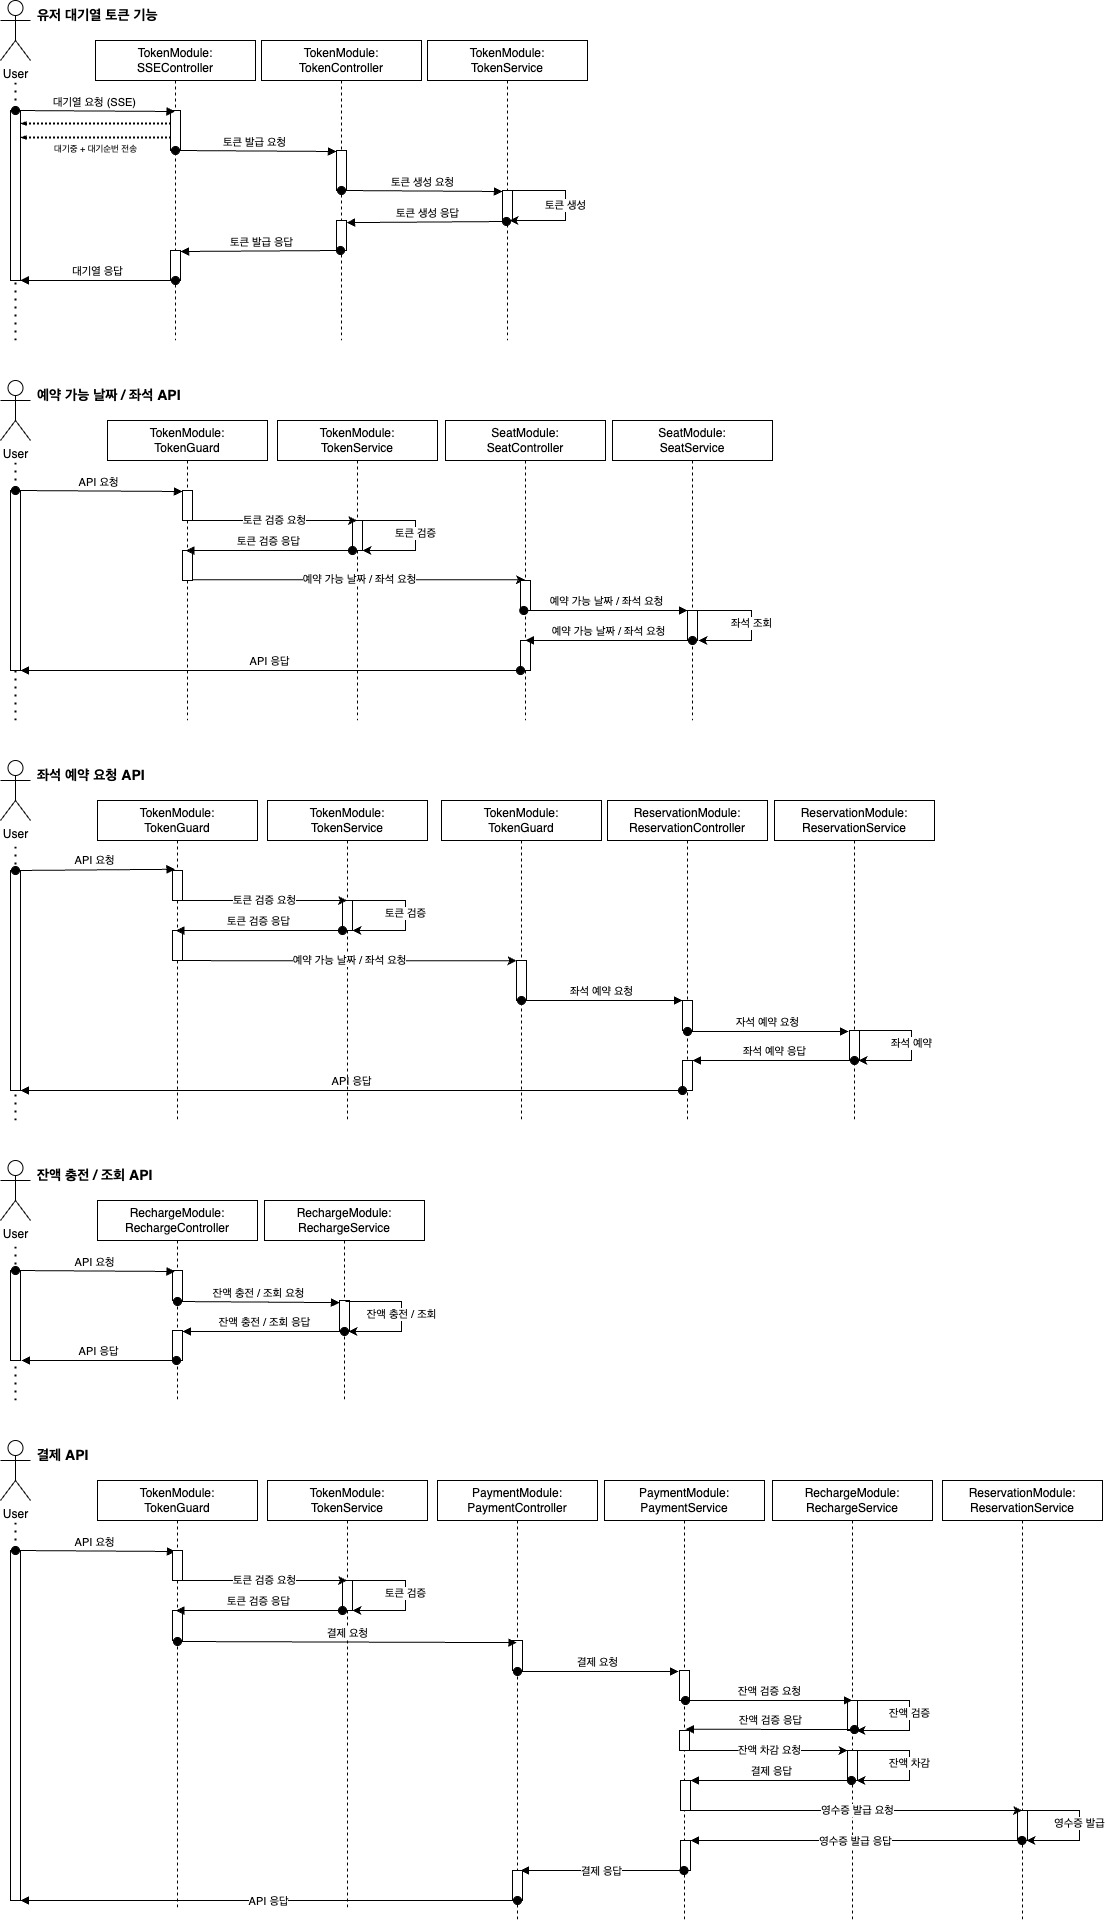 유저 대기열 토큰 기능
User
TokenModule:
SSEController
TokenModule:
TokenController
TokenModule:
TokenService
대기열 요청 (SSE)
대기중 + 대기순번 전송
토큰 발급 요청
토큰 생성 요청
토큰 생성
토큰 생성 응답
토큰 발급 응답
대기열 응답
예약 가능 날짜 / 좌석 API
User
TokenModule:
TokenGuard
TokenModule:
TokenService
SeatModule:
SeatController
SeatModule:
SeatService
API 요청
토큰 검증 요청
토큰 검증
토큰 검증 응답
예약 가능 날짜 / 좌석 요청
예약 가능 날짜 / 좌석 요청
좌석 조회
예약 가능 날짜 / 좌석 요청
API 응답
좌석 예약 요청 API
User
TokenModule:
TokenGuard
TokenModule:
TokenService
TokenModule:
TokenGuard
ReservationModule:
ReservationController
ReservationModule:
ReservationService
API 요청
토큰 검증 요청
토큰 검증
토큰 검증 응답
예약 가능 날짜 / 좌석 요청
좌석 예약 요청
자석 예약 요청
좌석 예약
좌석 예약 응답
API 응답
잔액 충전 / 조회 API
User
RechargeModule:
RechargeController
RechargeModule:
RechargeService
API 요청
잔액 충전 / 조회 요청
잔액 충전 / 조회
잔액 충전 / 조회 응답
API 응답
결제 API
User
TokenModule:
TokenGuard
TokenModule:
TokenService
PaymentModule:
PaymentController
PaymentModule:
PaymentService
RechargeModule:
RechargeService
ReservationModule:
ReservationService
API 요청
토큰 검증 요청
토큰 검증
토큰 검증 응답
결제 요청
결제 요청
잔액 검증 요청
잔액 검증
잔액 검증 응답
잔액 차감 요청
잔액 차감
결제 응답
영수증 발급 요청
영수증 발급
영수증 발급 응답
결제 응답
API 응답